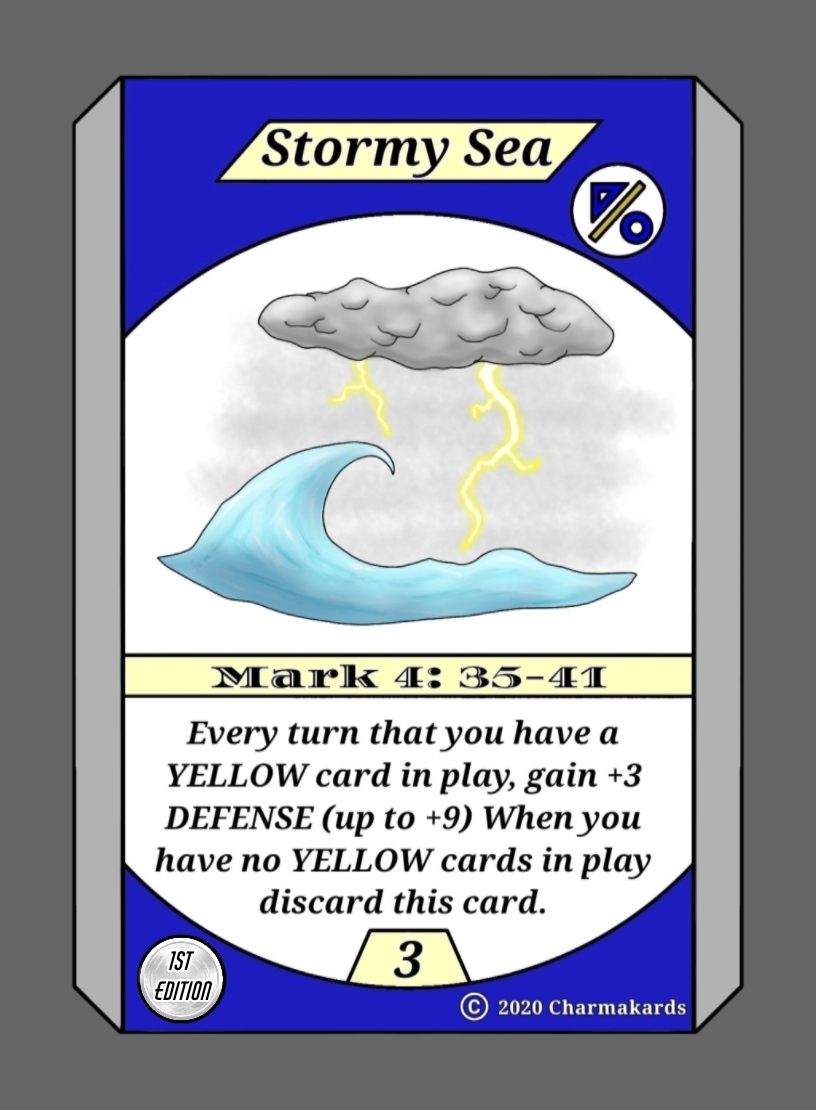 Stormy Sea
Mark 4: 35-41
Every turn that you have a
YELLOW card in play, gain +3
DEFENSE (up to +9) When you
have no YELLOW cards in play
discard this card.
3
1ST
EDITION
© 2020 Charmakards